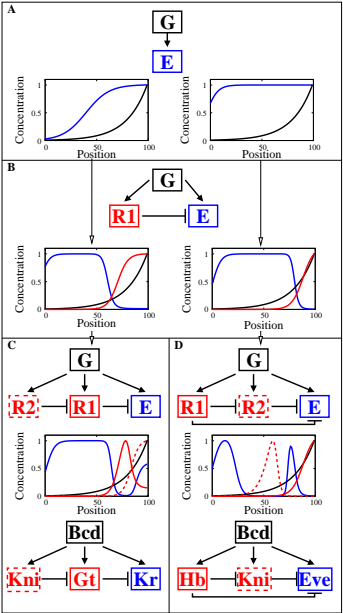 A
G
E
Concentration
1
0.5
0
0
50
100
Position
Concentration
1
0.5
0
0
50
100
Position
B
G
R1
E
Concentration
1
0.5
0
0
50
100
Position
Concentration
1
0.5
0
0
50
100
Position
C
G
R2
R1
E
Concentration
1
0.5
0
0
50
100
Position
Bcd
Kni
Gt
Kr
D
G
R1
R2
E
Concentration
1
0.5
0
0
50
100
Position
Bcd
Hb
Kni
Eve